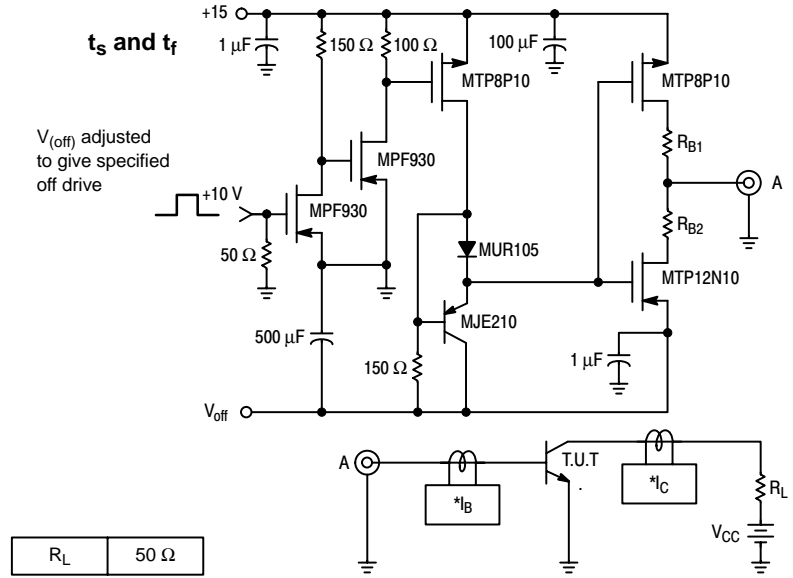 +15
t_s and t_f
1 μF
150 Ω
100 Ω
100 μF
MTP8P10
MTP8P10
V_(off) adjusted
to give specified
off drive
R_B1
MPF930
+10 V
A
MPF930
R_B2
50 Ω
MUR105
MTP12N10
MJE210
500 μF
150 Ω
1 μF
V_off
A
T.U.T
*I_B
*I_C
R_L
V_CC
R_L 50 Ω